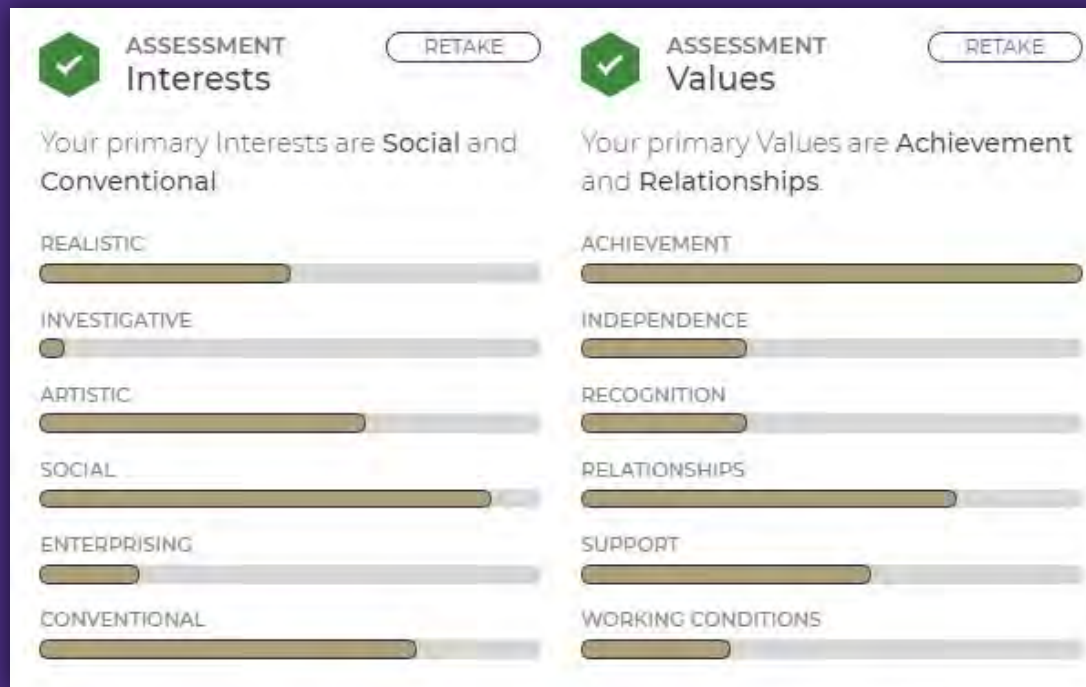 ASSESSMENT
RETAKE
Interests
Your primary Interests are Social and
Conventional.
REALISTIC
INVESTIGATIVE
ARTISTIC
SOCIAL
ENTERPRISING
CONVENTIONAL
ASSESSMENT
RETAKE
Values
Your primary Values are Achievement
and Relationships.
ACHIEVEMENT
INDEPENDENCE
RECOGNITION
RELATIONSHIPS
SUPPORT
WORKING CONDITIONS